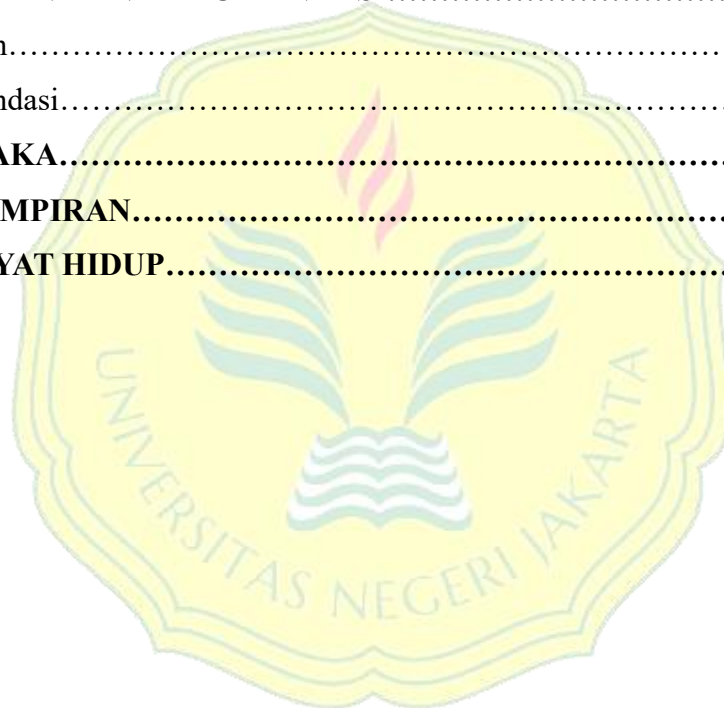 n……………………………………………………………………
ndasi………………………………………………………………
AKA………………………………………………………………
MPIRAN…………………………………………………………
YAT HIDUP………………………………………………………
UNIVERSITAS NEGERI JAKARTA